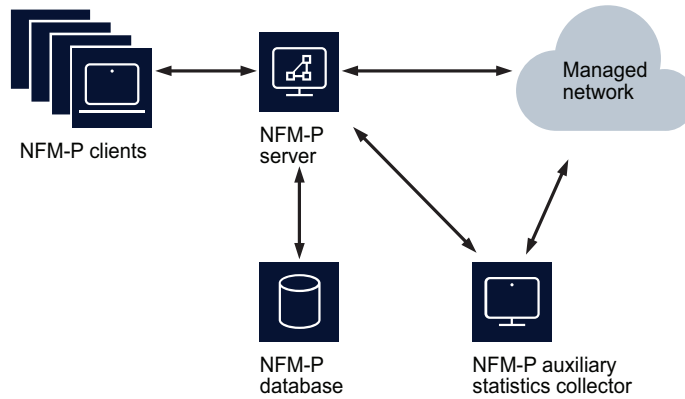 Managed
network
NFM-P clients
NFM-P
server
NFM-P
database
NFM-P auxiliary
statistics collector